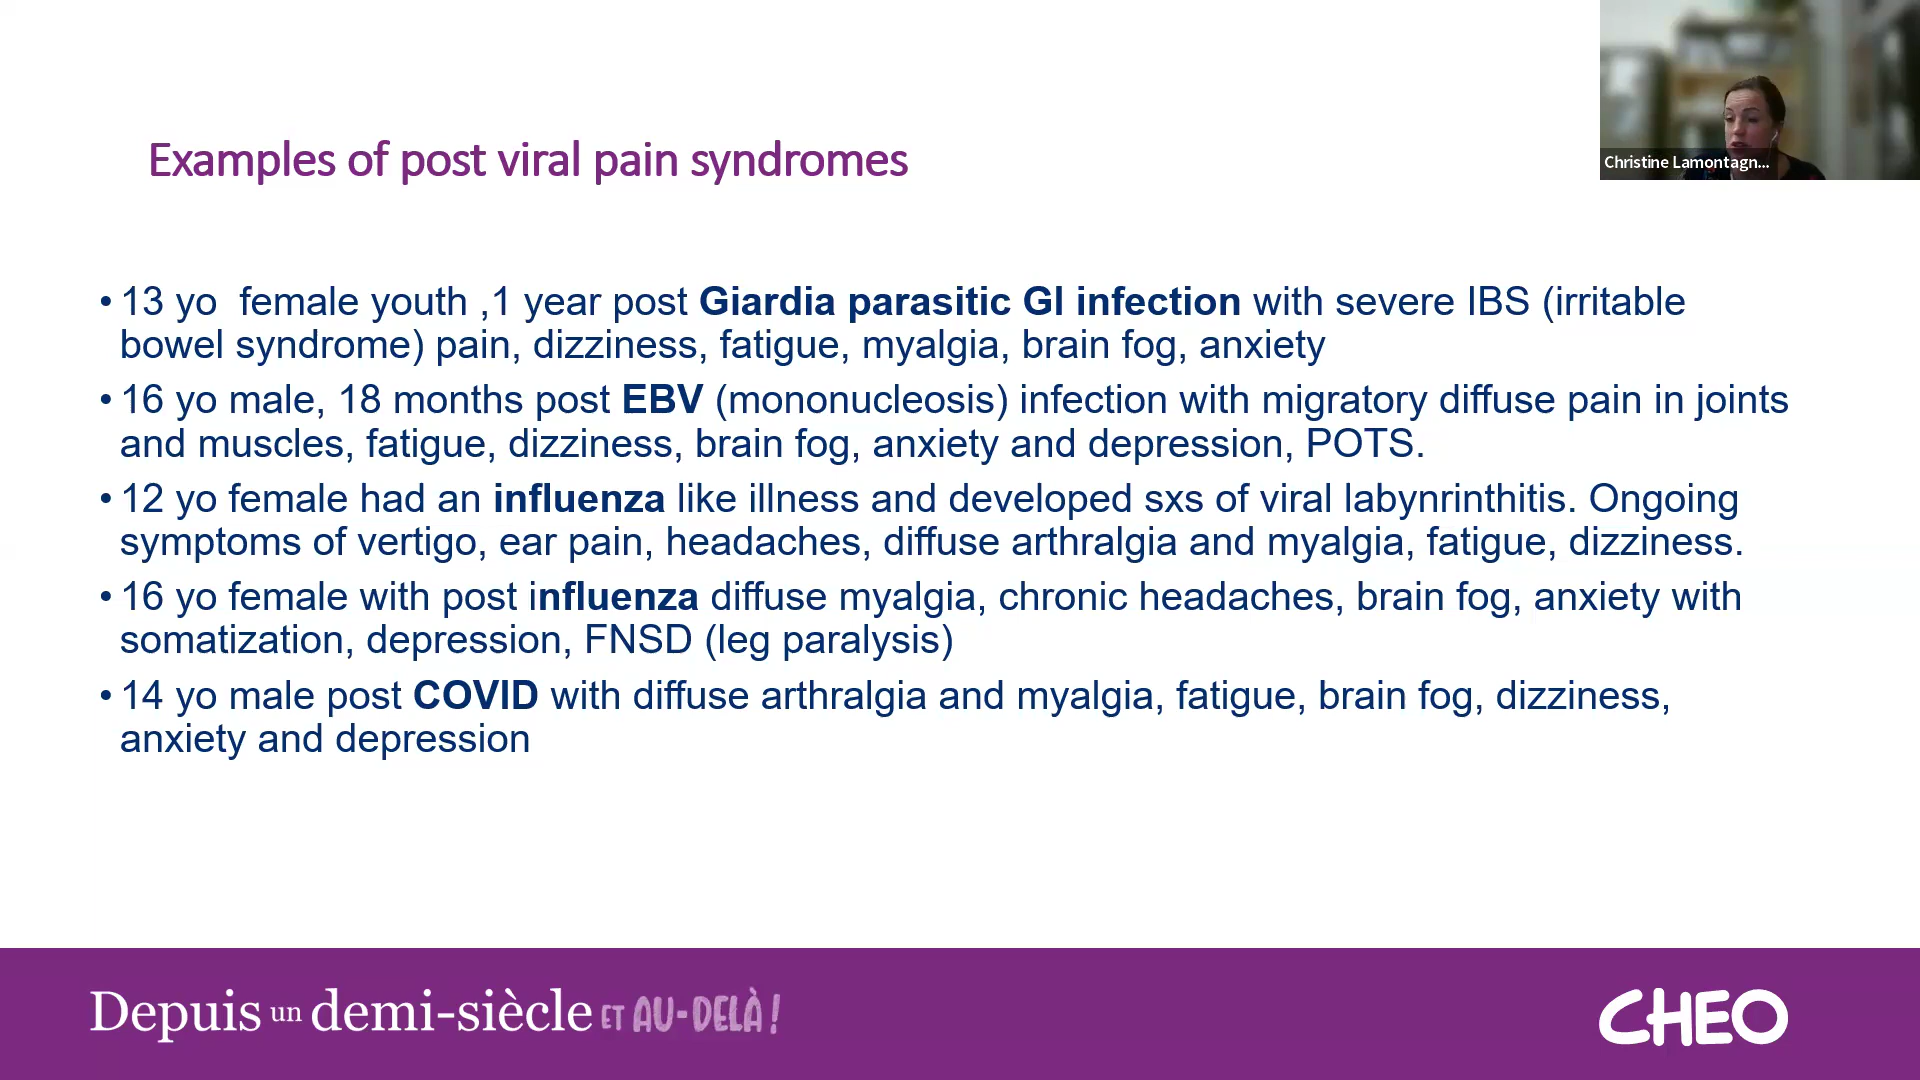 Christine Lamontagn...
Examples of post viral pain syndromes
• 13 yo  female youth ,1 year post Giardia parasitic GI infection with severe IBS (irritable
bowel syndrome) pain, dizziness, fatigue, myalgia, brain fog, anxiety
• 16 yo male, 18 months post EBV (mononucleosis) infection with migratory diffuse pain in joints
and muscles, fatigue, dizziness, brain fog, anxiety and depression, POTS.
• 12 yo female had an influenza like illness and developed sxs of viral labynrinthitis. Ongoing
symptoms of vertigo, ear pain, headaches, diffuse arthralgia and myalgia, fatigue, dizziness.
• 16 yo female with post influenza diffuse myalgia, chronic headaches, brain fog, anxiety with
somatization, depression, FNSD (leg paralysis)
• 14 yo male post COVID with diffuse arthralgia and myalgia, fatigue, brain fog, dizziness,
anxiety and depression
Depuis un demi-siècle ET AU-DELÀ!
CHEO